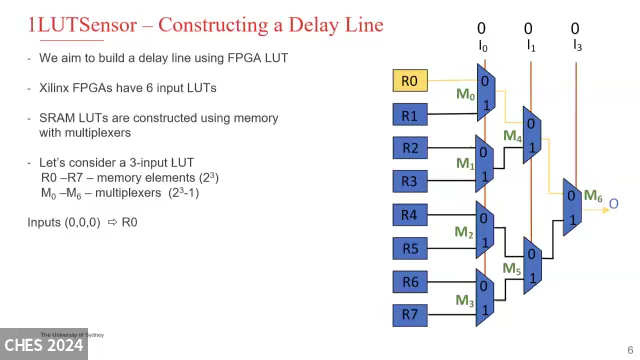 1LUTSensor – Constructing a Delay Line
- We aim to build a delay line using FPGA LUT
- Xilinx FPGAs have 6 input LUTs
- SRAM LUTs are constructed using memory
with multiplexers
- Let's consider a 3-input LUT
R0 –R7 – memory elements (2³)
M₀ –M₆ – multiplexers (2³-1)
Inputs (0,0,0) ⇨ R0
0 0 0
I₀ I₁ I₃
R0
R1
R2
R3
R4
R5
R6
R7
0
1
M₀
0
1
M₁
0
1
M₂
0
1
M₃
0
1
M₄
0
1
M₅
0
1
M₆
O
The University of Sydney
CHES 2024
6